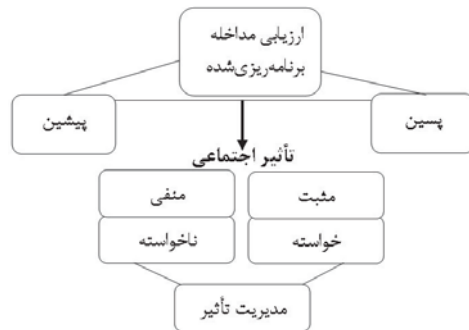 ارزیابی مداخله
برنامه‌ریزی‌شده
پسین
پیشین
تأثیر اجتماعی
مثبت
منفی
خواسته
ناخواسته
مدیریت تأثیر